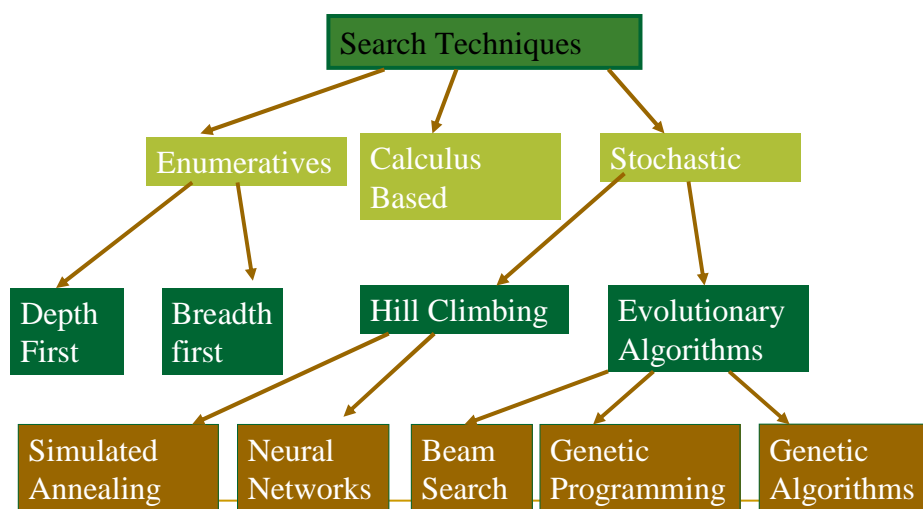 Search Techniques
Enumeratives
Calculus
Based
Stochastic
Depth
First
Breadth
first
Hill Climbing
Evolutionary
Algorithms
Simulated
Annealing
Neural
Networks
Beam
Search
Genetic
Programming
Genetic
Algorithms